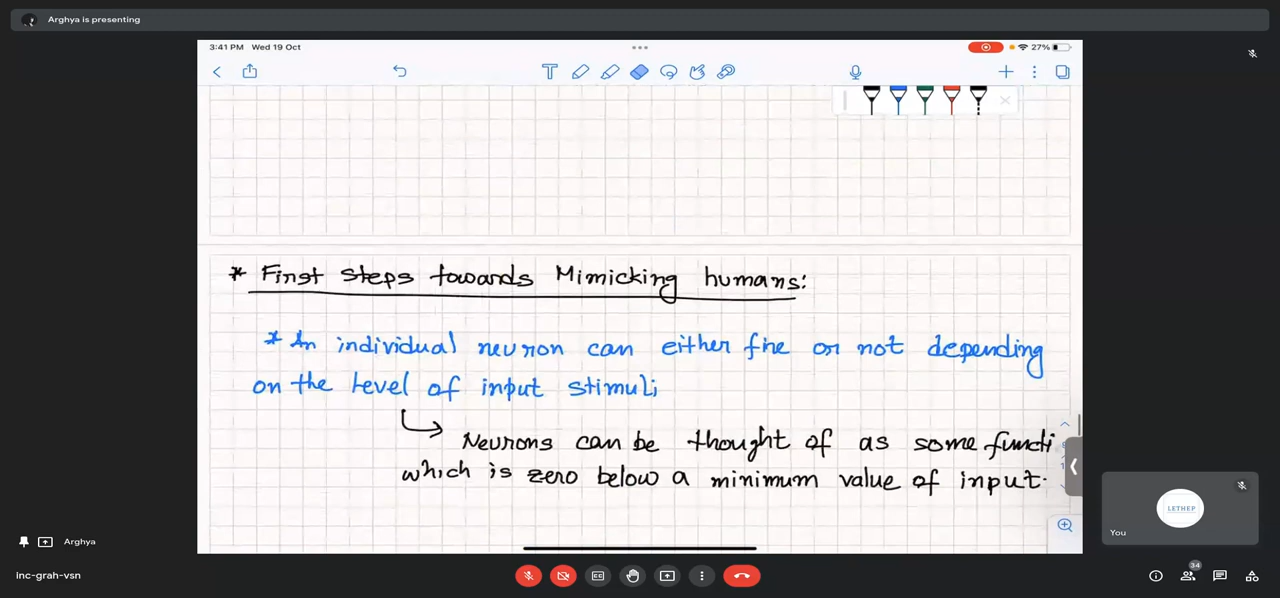 Arghya is presenting
3:41 PM Wed 19 Oct
27%
* First steps towards Mimicking humans:
* An individual neuron can either fire or not depending
on the level of input stimuli
Neurons can be thought of as some functi
which is zero below a minimum value of input.
LETHEP
You
Arghya
lnc-grah-vsn
34